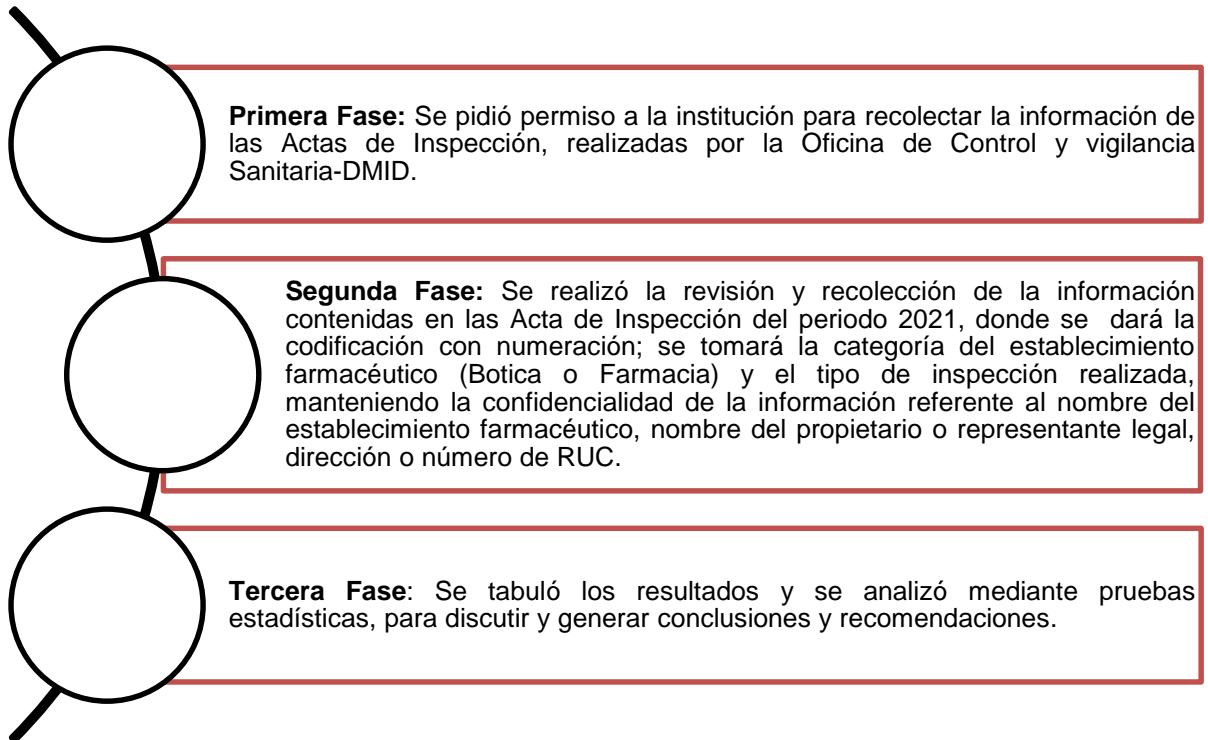 Primera Fase: Se pidió permiso a la institución para recolectar la información de
las Actas de Inspección, realizadas por la Oficina de Control y vigilancia
Sanitaria-DMID.
Segunda Fase: Se realizó la revisión y recolección de la información
contenidas en las Acta de Inspección del periodo 2021, donde se dará la
codificación con numeración; se tomará la categoría del establecimiento
farmacéutico (Botica o Farmacia) y el tipo de inspección realizada,
manteniendo la confidencialidad de la información referente al nombre del
establecimiento farmacéutico, nombre del propietario o representante legal,
dirección o número de RUC.
Tercera Fase: Se tabuló los resultados y se analizó mediante pruebas
estadísticas, para discutir y generar conclusiones y recomendaciones.